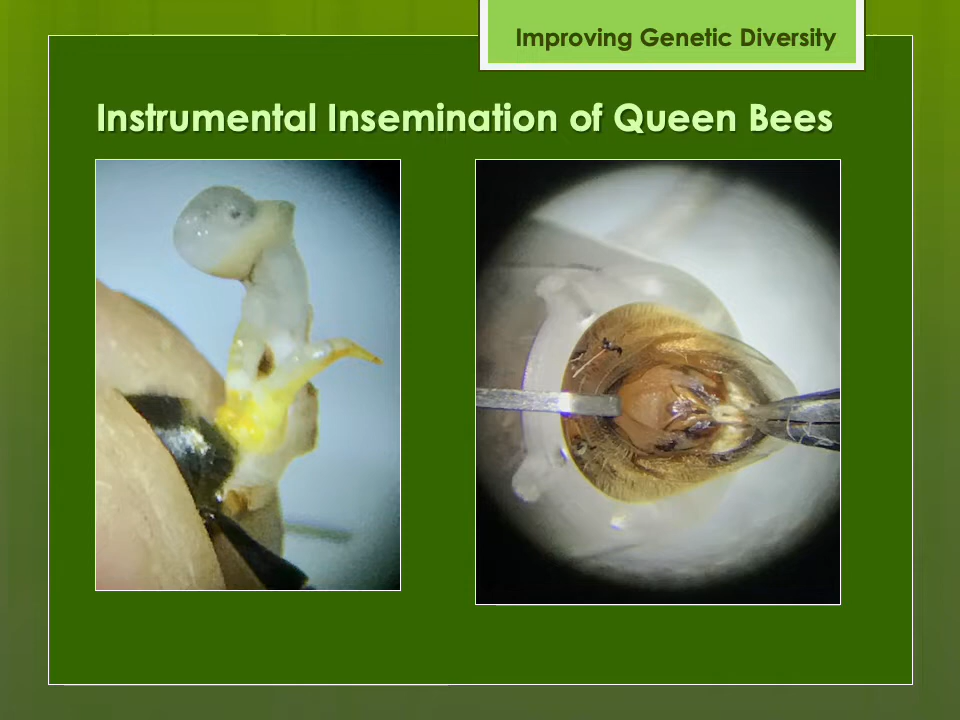 Improving Genetic Diversity
Instrumental Insemination of Queen Bees